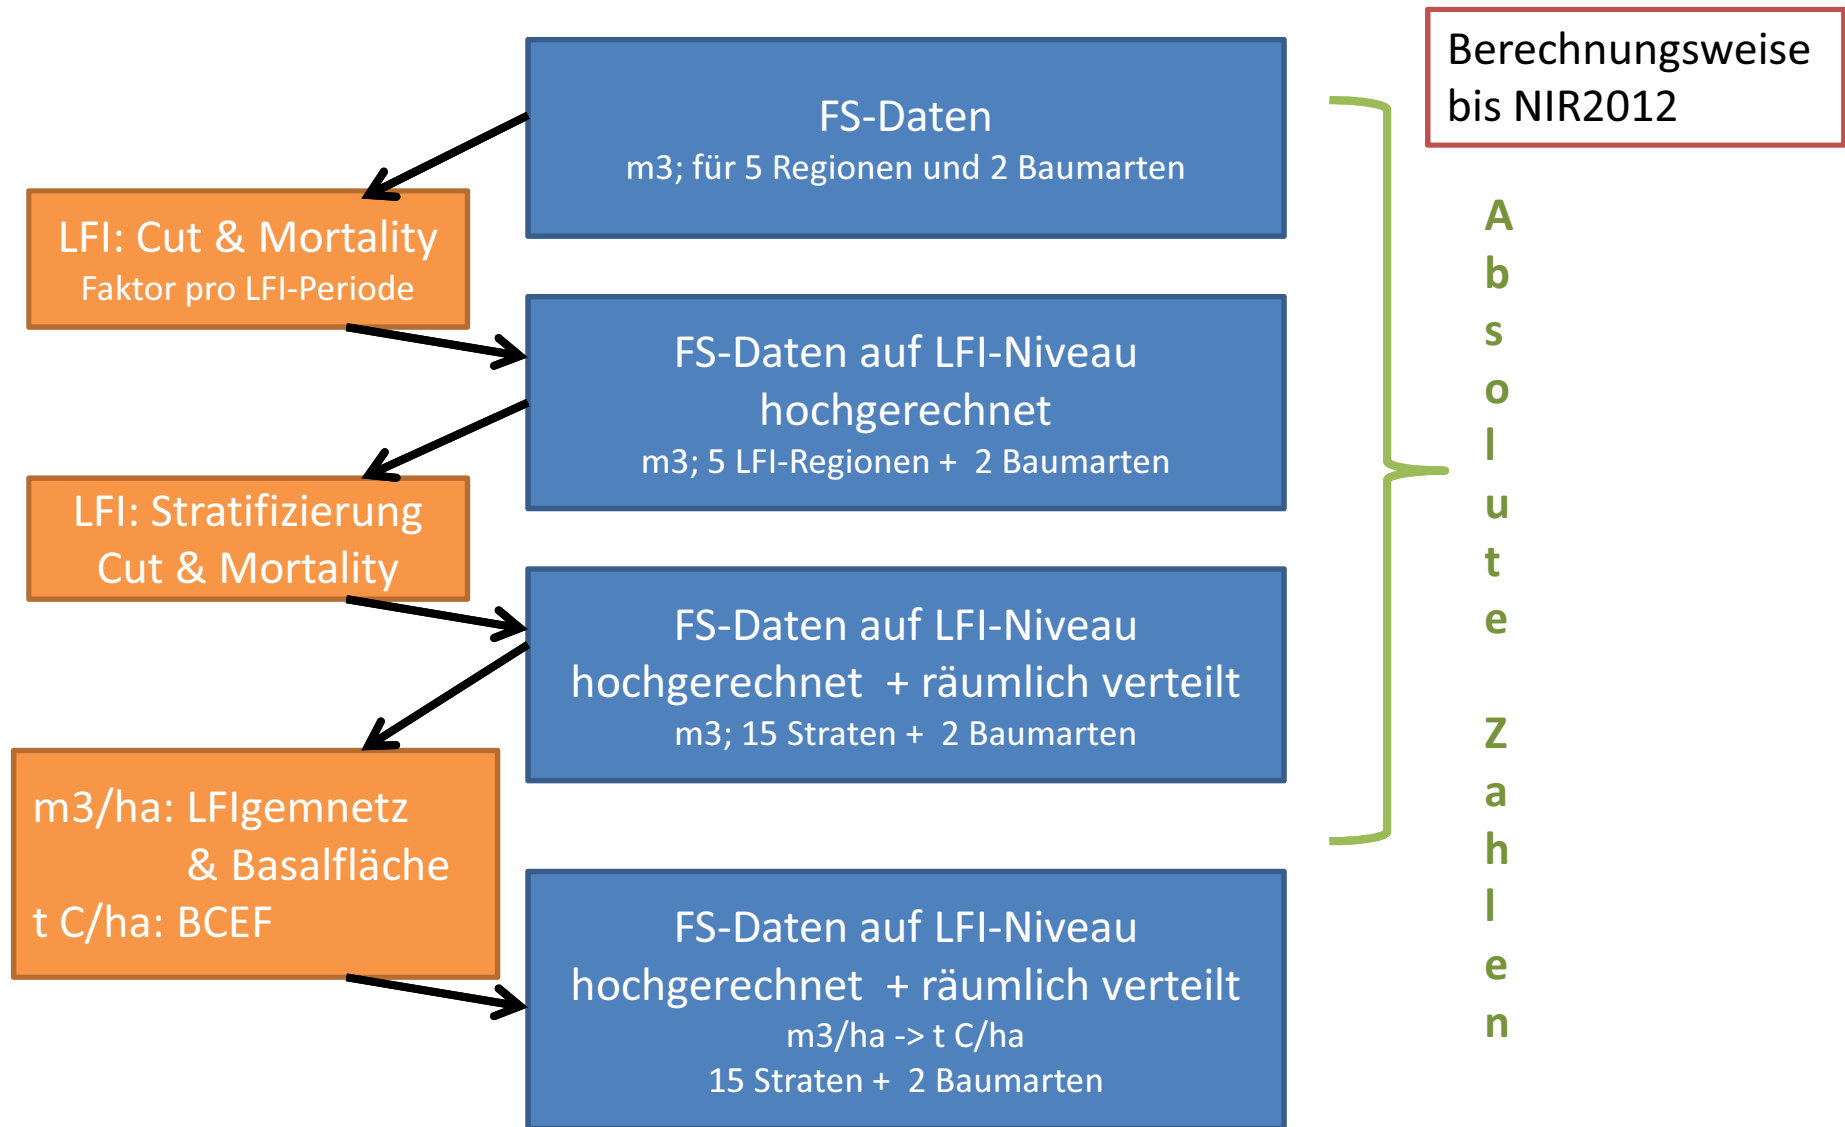 Berechnungsweise
bis NIR2012
FS-Daten
m3; für 5 Regionen und 2 Baumarten
LFI: Cut & Mortality
Faktor pro LFI-Periode
FS-Daten auf LFI-Niveau
hochgerechnet
m3; 5 LFI-Regionen + 2 Baumarten
LFI: Stratifizierung
Cut & Mortality
FS-Daten auf LFI-Niveau
hochgerechnet + räumlich verteilt
m3; 15 Straten + 2 Baumarten
m3/ha: LFIgemnetz
& Basalfläche
t C/ha: BCEF
FS-Daten auf LFI-Niveau
hochgerechnet + räumlich verteilt
m3/ha -> t C/ha
15 Straten + 2 Baumarten
Absolute Zahlen